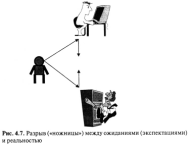 Рис. 4.7. Разрыв («ножницы») между ожиданиями (экспектациями)
и реальностью